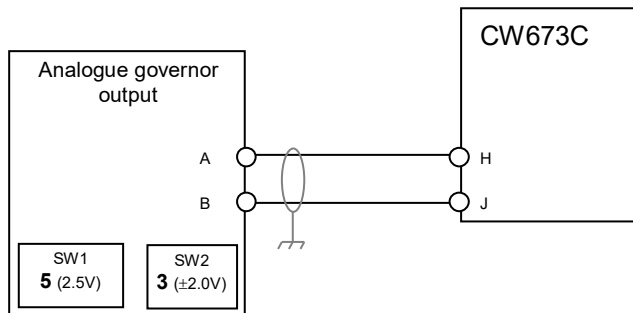 CW673C
Analogue governor
output
A
H
B
J
SW1
5 (2.5V)
SW2
3 (±2.0V)